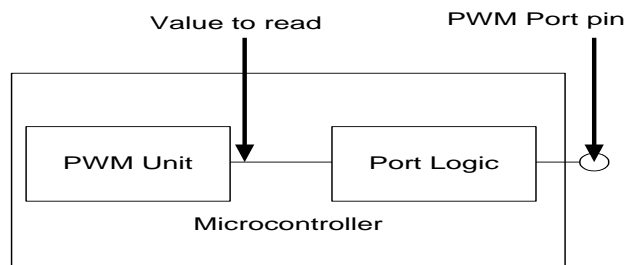 Value to read
PWM Port pin
PWM Unit
Port Logic
Microcontroller